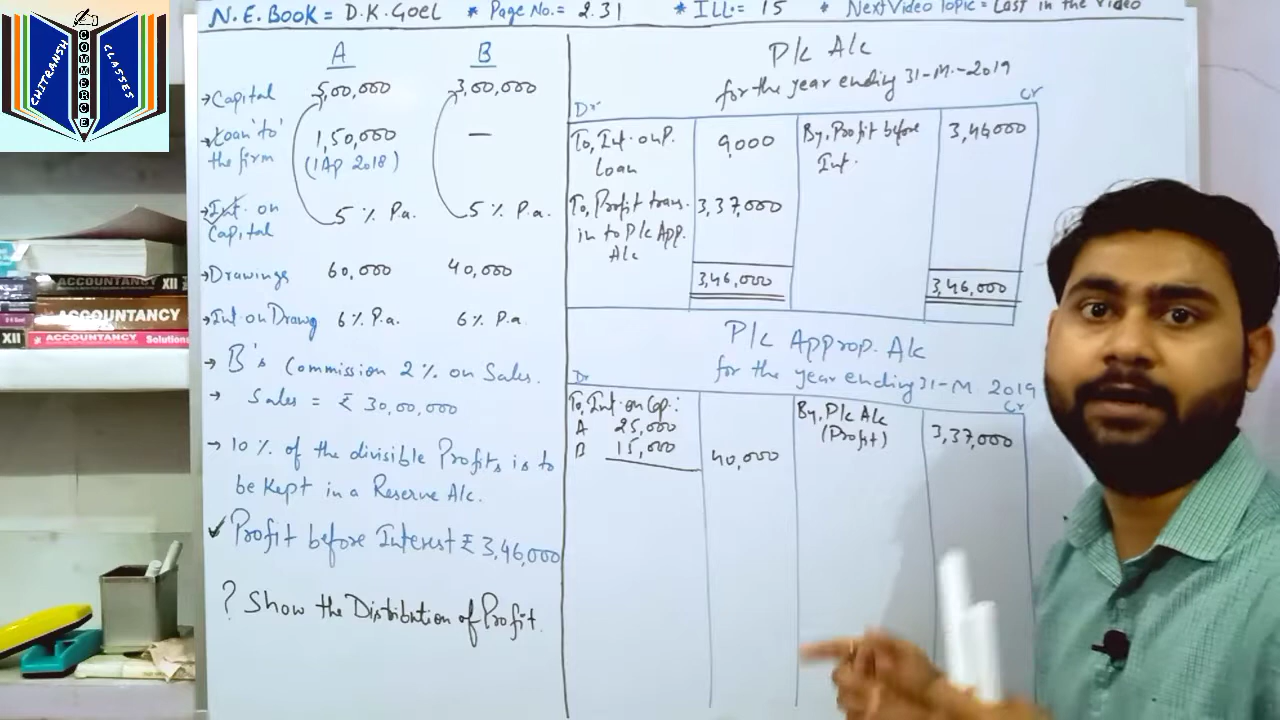 N.E.BOOK = D.K.GOEL * Page No.= 2.31 * ILL:= 15 * Next Video Topic = Last in the Video
CHITRANSH
COMMERCE
CLASSES
A B
→ Capital 5,00,000 3,00,000
→ Loan 'to' the firm 1,50,000 —
(1 Ap 2018)
→ Int. on Capital 5 % P.a. 5 % P.a.
→ Drawings 60,000 40,000
→ Int on Drawg 6 % P.a. 6 % P.a
→ B's Commission 2 % on Sales.
→ Sales = ₹ 30,00,000
→ 10 % of the divisible Profits is to
be kept in a Reserve A/c.
✓ Profit before Interest ₹ 3,46,000
? Show the Distribution of Profit.
P/L A/c
for the year ending 31-M.-2019
Dr Cr
To, Int. on P. Loan 9,000 By, Profit before Int. 3,46,000
To, Profit trans. 3,37,000
in to P/L App.
A/c
3,46,000 3,46,000
P/L Approp. A/c
for the year ending 31-M 2019
Dr Cr
To, Int. on Cap: By, P/L A/c
A 25,000 (Profit) 3,37,000
B 15,000 40,000
ACCOUNTANCY XII
ACCOUNTANCY
XII ACCOUNTANCY Solutions